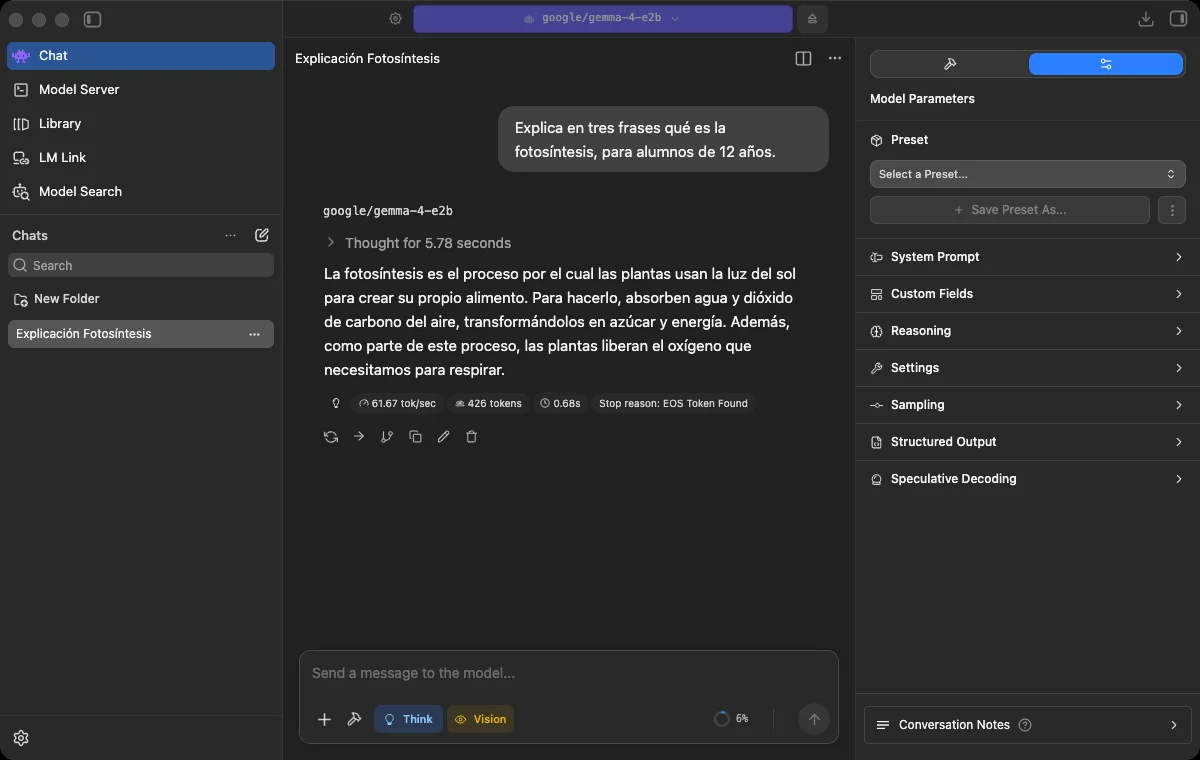 google/gemma-4-e2b
Chat
Model Server
Library
LM Link
Model Search
Chats
Search
New Folder
Explicación Fotosíntesis
Explicación Fotosíntesis
Explica en tres frases qué es la
fotosíntesis, para alumnos de 12 años.
google/gemma-4-e2b
Thought for 5.78 seconds
La fotosíntesis es el proceso por el cual las plantas usan la luz del sol
para crear su propio alimento. Para hacerlo, absorben agua y dióxido
de carbono del aire, transformándolos en azúcar y energía. Además,
como parte de este proceso, las plantas liberan el oxígeno que
necesitamos para respirar.
61.67 tok/sec 426 tokens 0.68s Stop reason: EOS Token Found
Send a message to the model...
Think Vision 6%
Model Parameters
Preset
Select a Preset...
+ Save Preset As...
System Prompt
Custom Fields
Reasoning
Settings
Sampling
Structured Output
Speculative Decoding
Conversation Notes ?